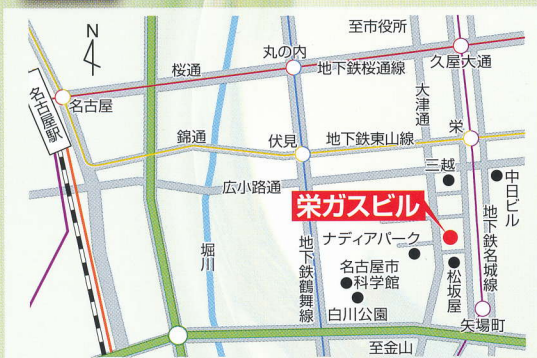 至市役所
N
丸の内
久屋大通
桜通
地下鉄桜通線
名古屋駅
名古屋
大津通
錦通
伏見
地下鉄東山線
栄
三越
中日ビル
広小路通
栄ガスビル
堀川
地下鉄鶴舞線
ナディアパーク
名古屋市
科学館
白川公園
松坂屋
地下鉄名城線
矢場町
至金山